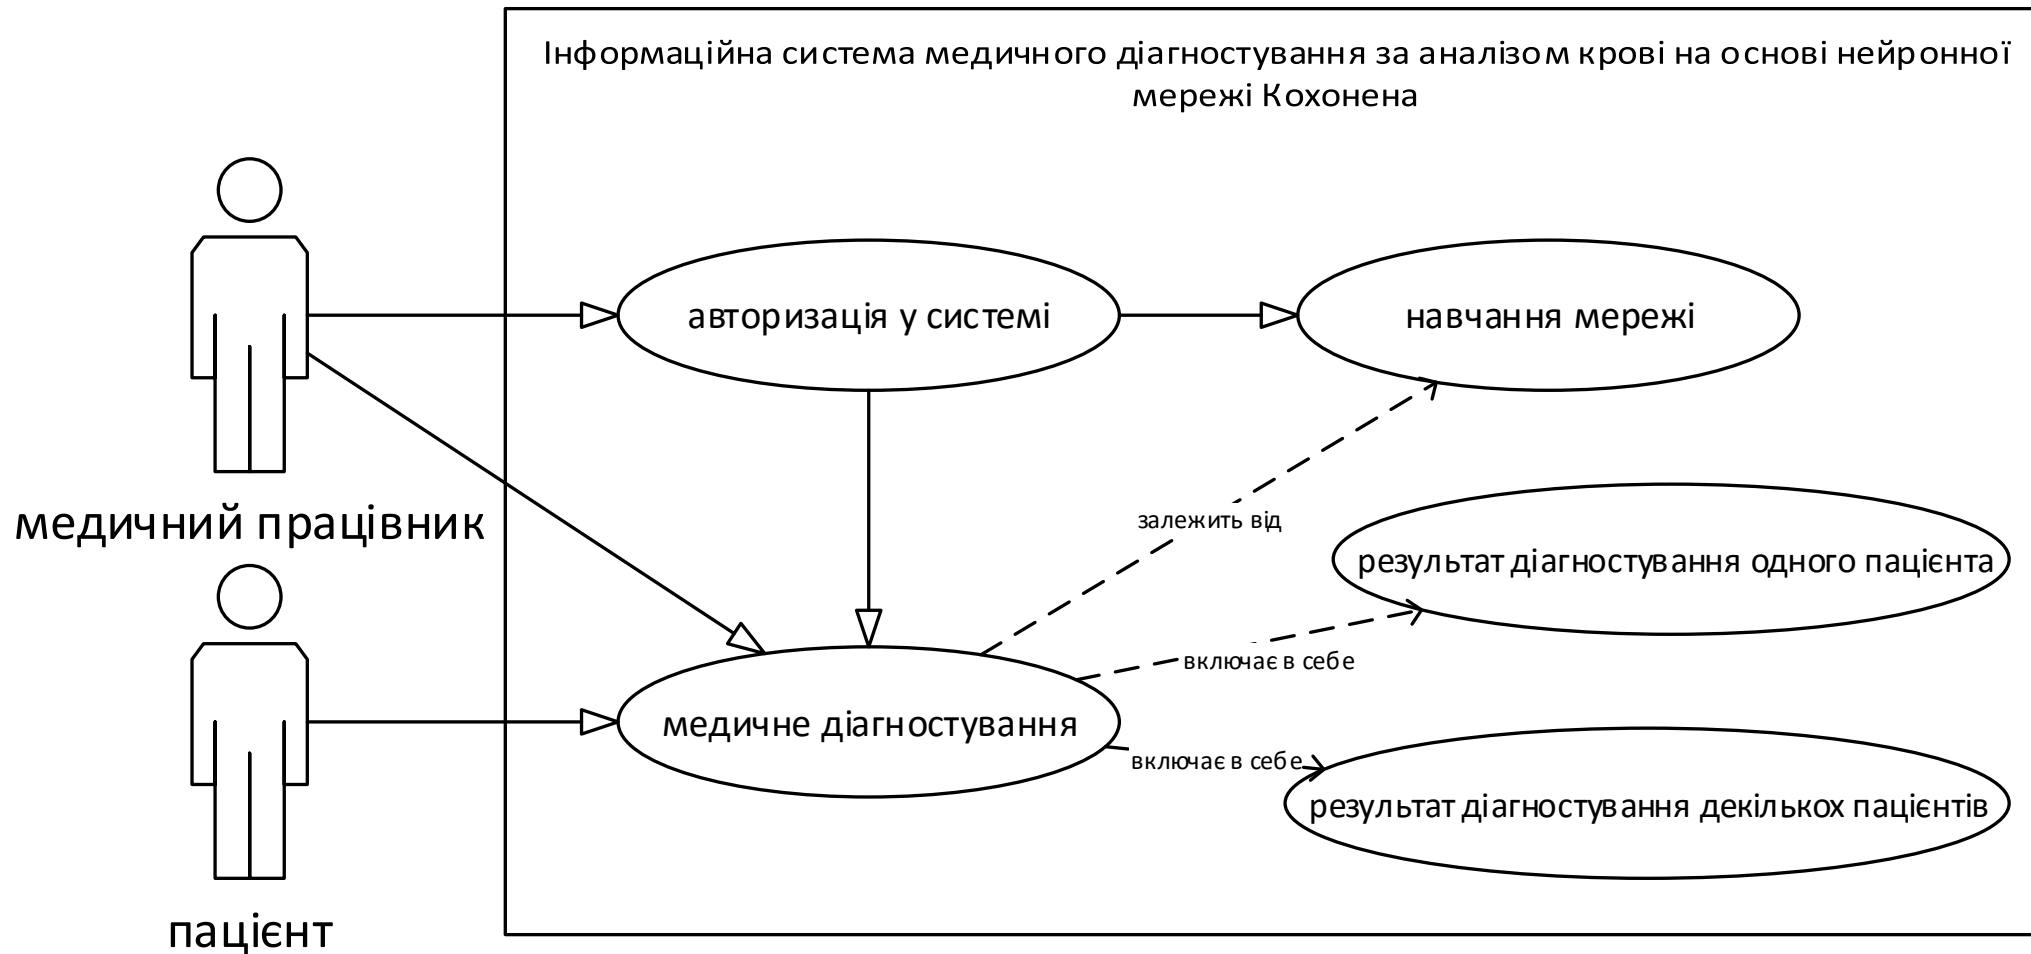 Інформаційна система медичного діагностування за аналізом крові на основі нейронної
мережі Кохонена
авторизація у системі
навчання мережі
медичний працівник
залежить від
результат діагностування одного пацієнта
включає в себе
медичне діагностування
включає в себе
результат діагностування декількох пацієнтів
пацієнт